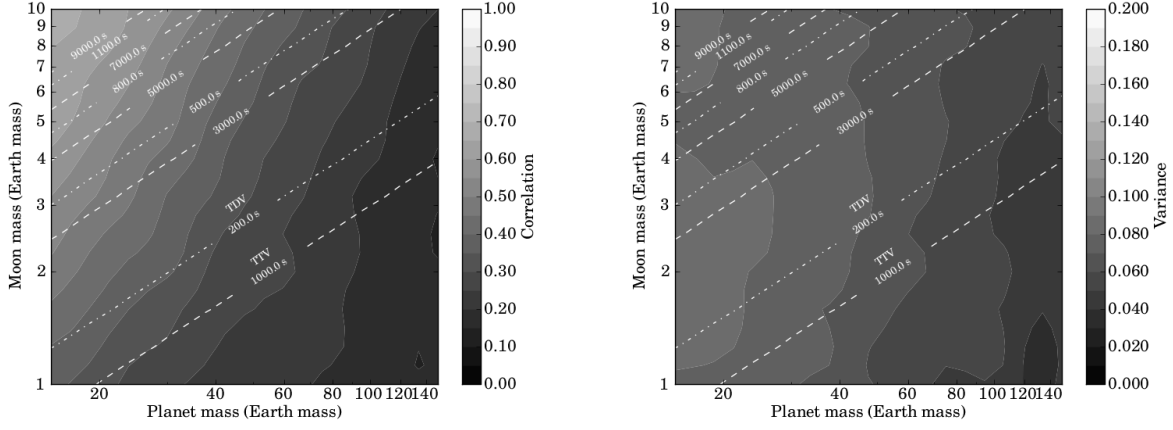 10
9
8
7
6
5
4
3
2
1
Moon mass (Earth mass)
9000.0 s
1100.0 s
7000.0 s
800.0 s
5000.0 s
500.0 s
3000.0 s
TDV
200.0 s
TTV
1000.0 s
20
40
60
80
100
120
140
Planet mass (Earth mass)
1.00
0.90
0.80
0.70
0.60
0.50
0.40
0.30
0.20
0.10
0.00
Correlation
10
9
8
7
6
5
4
3
2
1
Moon mass (Earth mass)
9000.0 s
1100.0 s
7000.0 s
800.0 s
5000.0 s
500.0 s
3000.0 s
TDV
200.0 s
TTV
1000.0 s
20
40
60
80
100
120
140
Planet mass (Earth mass)
0.200
0.180
0.160
0.140
0.120
0.100
0.080
0.060
0.040
0.020
0.000
Variance